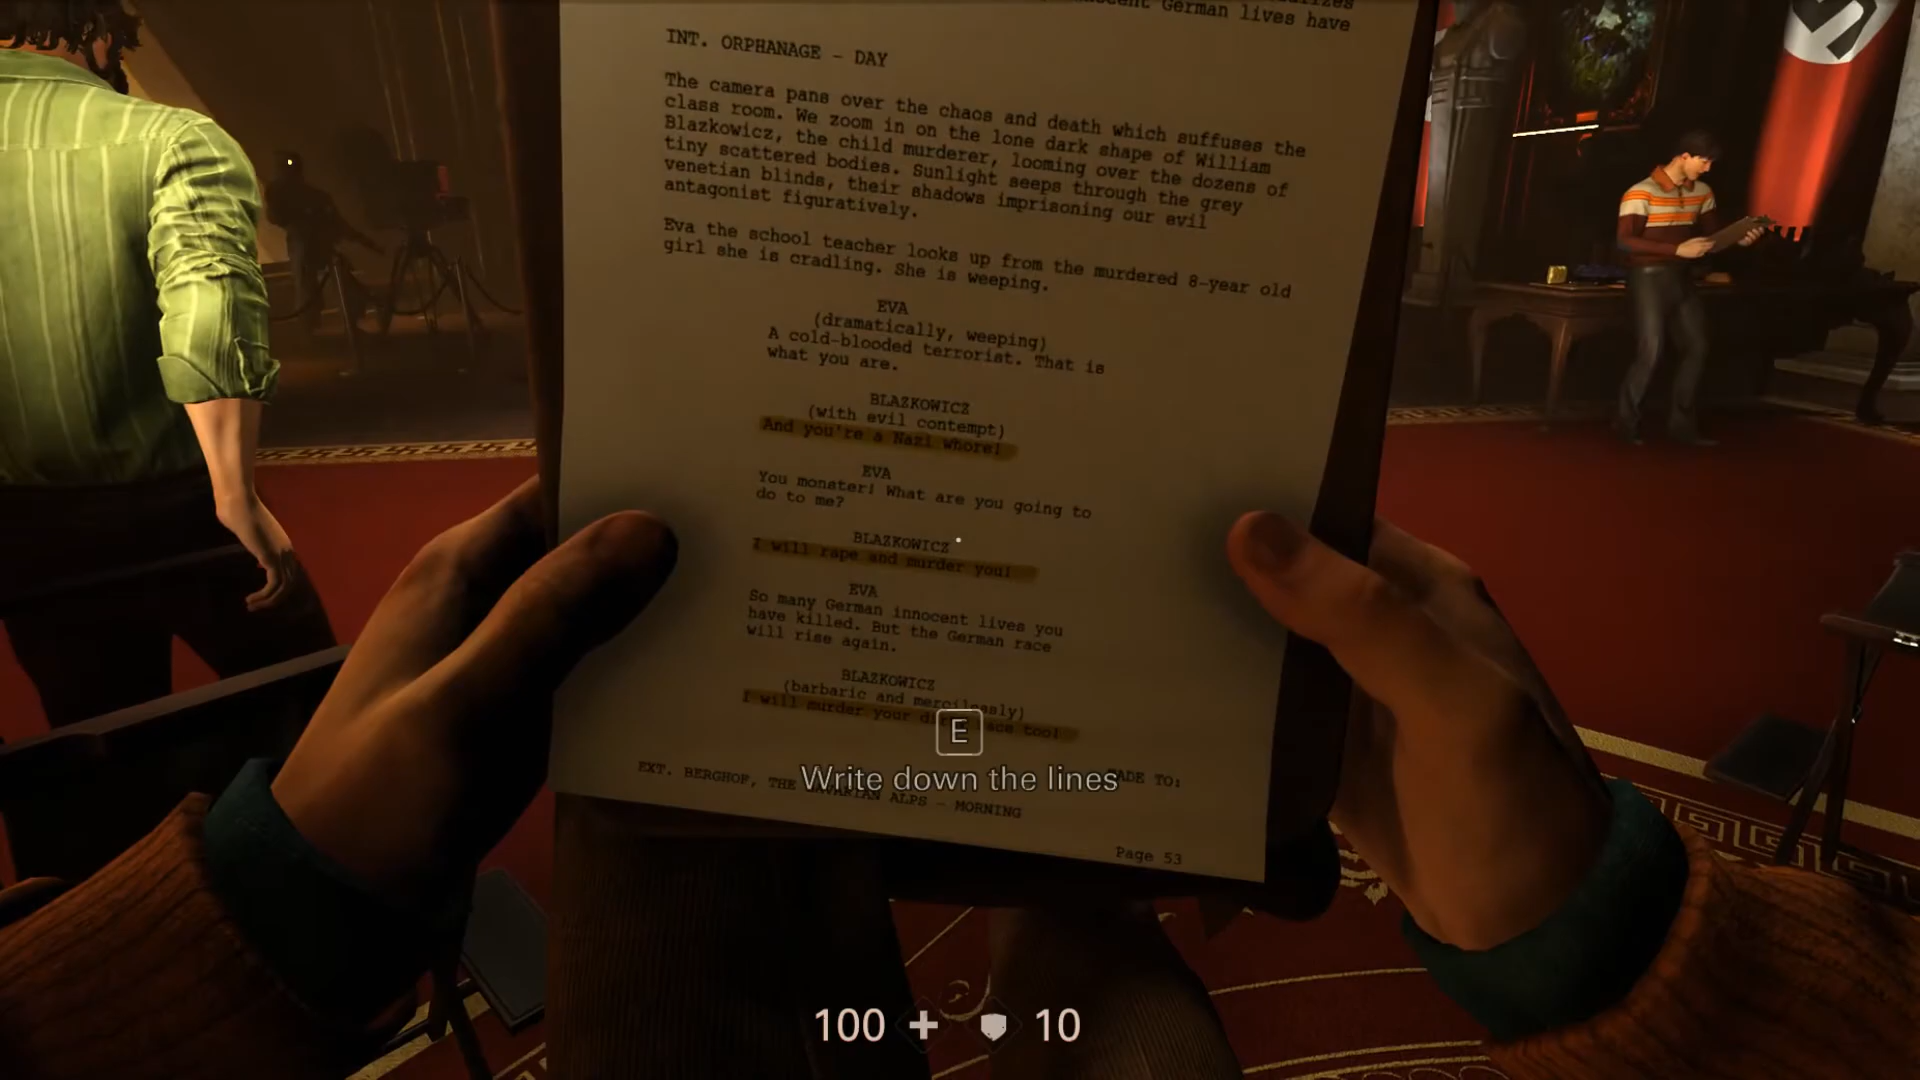 German lives have
INT. ORPHANAGE - DAY
The camera pans over the chaos and death which suffuses the
class room. We zoom in on the lone dark shape of William
Blazkowicz, the child murderer, looming over the dozens of
tiny scattered bodies. Sunlight seeps through the grey
venetian blinds, their shadows imprisoning our evil
antagonist figuratively.
Eva the school teacher looks up from the murdered 8-year old
girl she is cradling. She is weeping.
EVA
(dramatically, weeping)
A cold-blooded terrorist. That is
what you are.
BLAZKOWICZ
(with evil contempt)
And you're a Nazi whore!
EVA
You monster! What are you going to
do to me?
BLAZKOWICZ
I will rape and murder you!
EVA
So many German innocent lives you
have killed. But the German race
will rise again.
BLAZKOWICZ
(barbaric and mercilessly)
I will murder your too!
E
Write down the lines
TO:
EXT. BERGHOF, THE ALPS - MORNING
Page 53
100 10